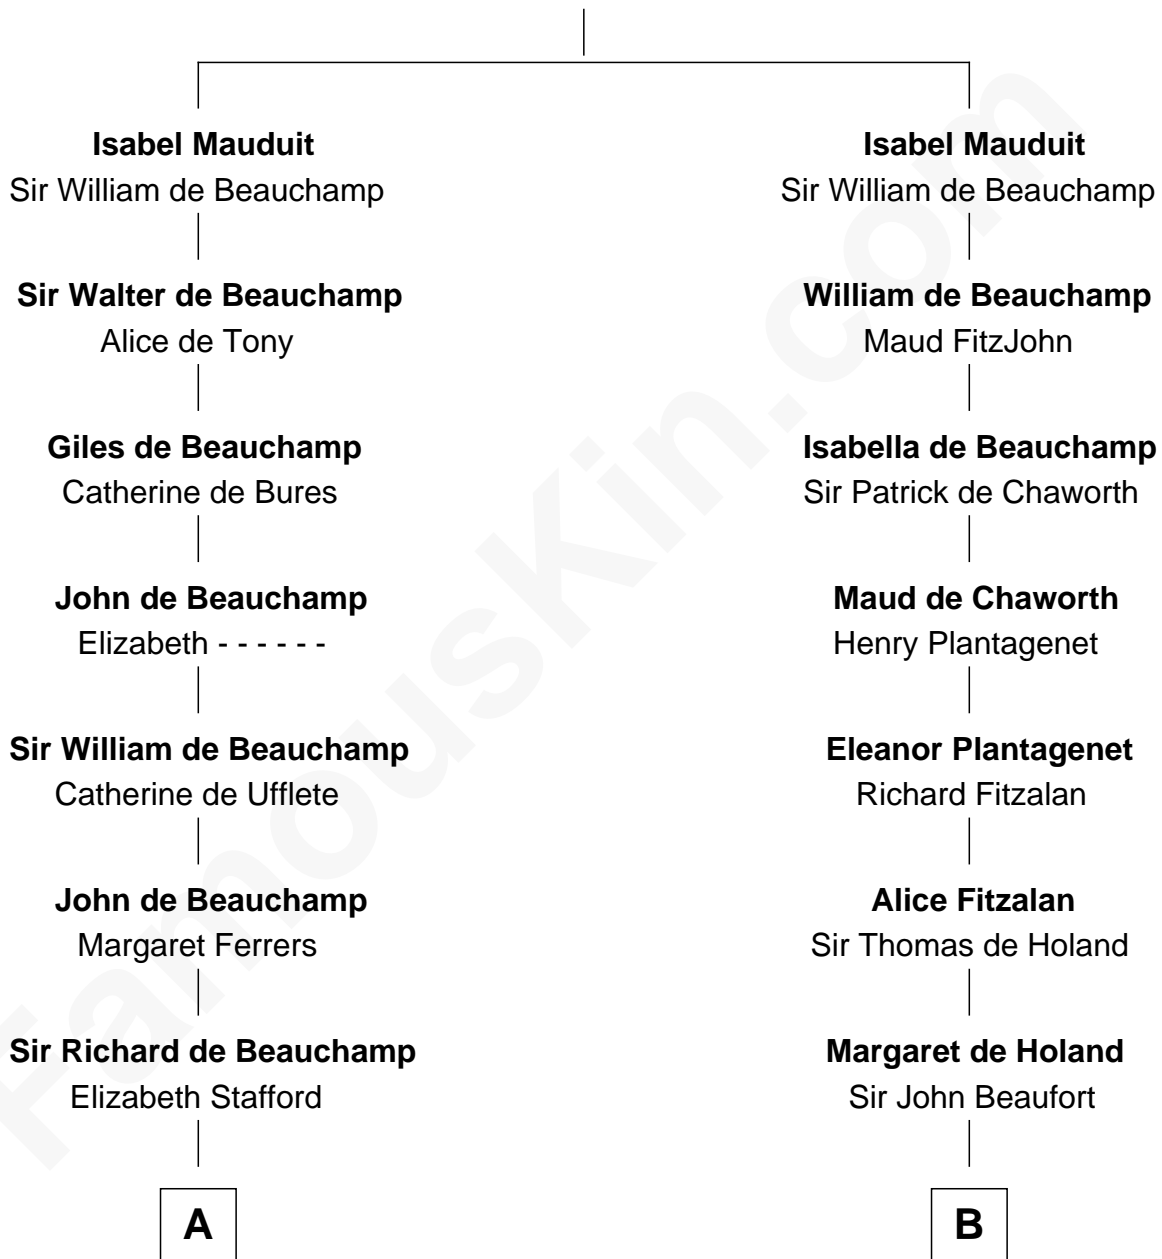 Isabel Mauduit
Sir William de Beauchamp
Sir Walter de Beauchamp
Alice de Tony
Giles de Beauchamp
Catherine de Bures
John de Beauchamp
Elizabeth - - - - - -
Sir William de Beauchamp
Catherine de Ufflete
John de Beauchamp
Margaret Ferrers
Sir Richard de Beauchamp
Elizabeth Stafford
A
Isabel Mauduit
Sir William de Beauchamp
William de Beauchamp
Maud FitzJohn
Isabella de Beauchamp
Sir Patrick de Chaworth
Maud de Chaworth
Henry Plantagenet
Eleanor Plantagenet
Richard Fitzalan
Alice Fitzalan
Sir Thomas de Holand
Margaret de Holand
Sir John Beaufort
B
FamousKin.com